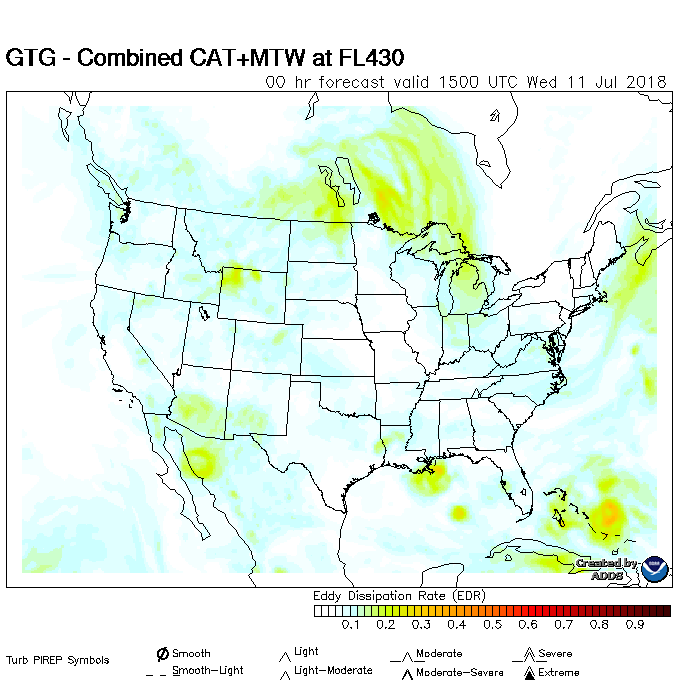 GTG - Combined CAT+MTW at FL430
00 hr forecast valid 1500 UTC Wed 11 Jul 2018
Created by
ADDS
Eddy Dissipation Rate (EDR)
0.1 0.2 0.3 0.4 0.5 0.6 0.7 0.8 0.9
Turb PIREP Symbols
Smooth Light Moderate Severe
Smooth-Light Light-Moderate Moderate-Severe Extreme